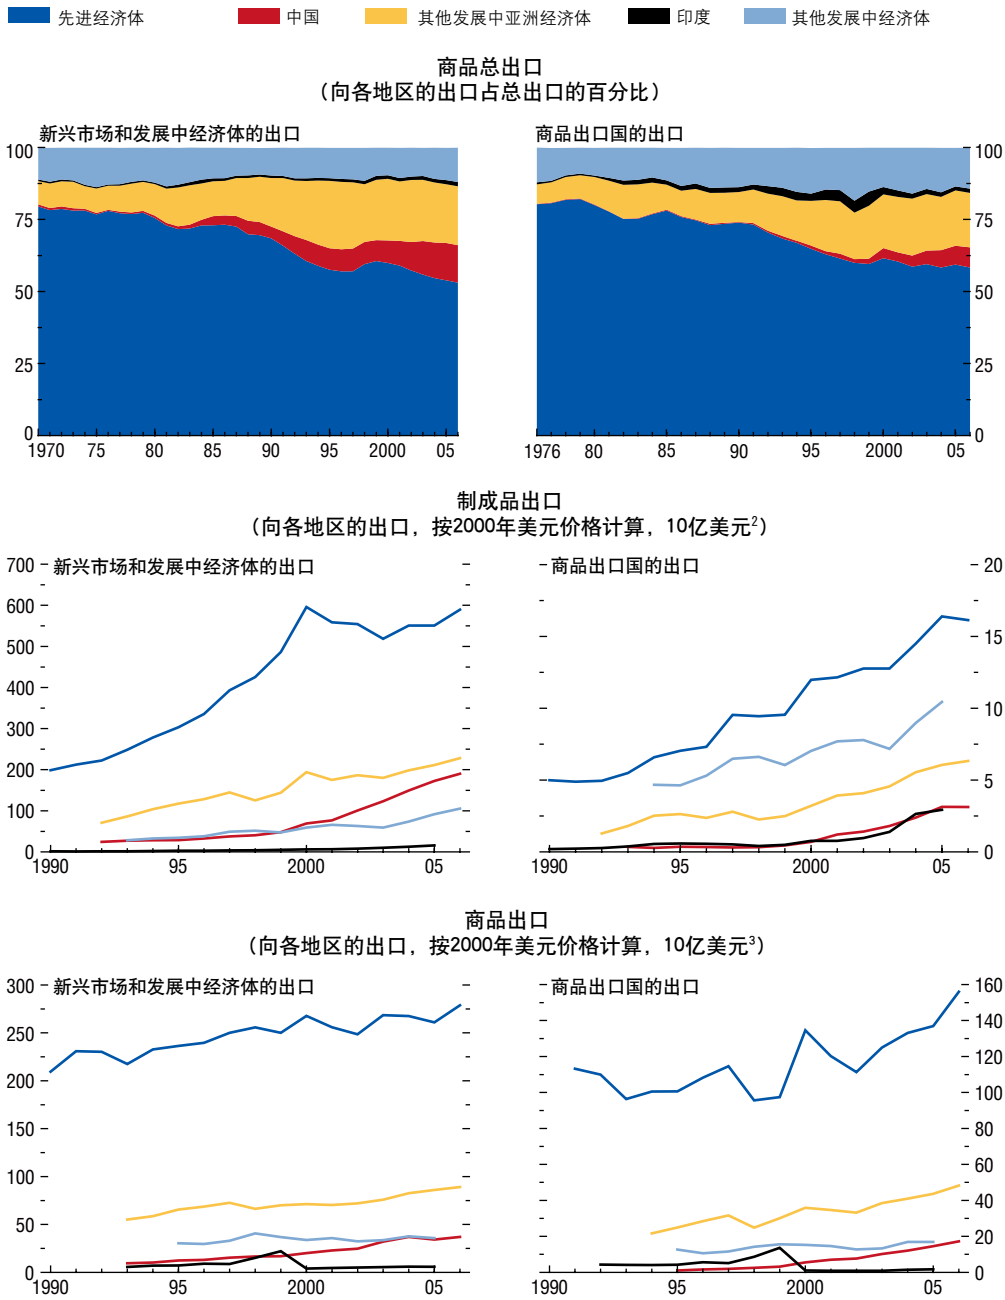 先进经济体 中国 其他发展中亚洲经济体 印度 其他发展中经济体
商品总出口
（向各地区的出口占总出口的百分比）
新兴市场和发展中经济体的出口
100
75
50
25
0
1970 75 80 85 90 95 2000 05
商品出口国的出口
100
75
50
25
0
1976 80 85 90 95 2000 05
制成品出口
（向各地区的出口，按2000年美元价格计算，10亿美元2）
新兴市场和发展中经济体的出口
700
600
500
400
300
200
100
0
1990 95 2000 05
商品出口国的出口
20
15
10
5
0
1990 95 2000 05
商品出口
（向各地区的出口，按2000年美元价格计算，10亿美元3）
新兴市场和发展中经济体的出口
300
250
200
150
100
50
0
1990 95 2000 05
商品出口国的出口
160
140
120
100
80
60
40
20
0
1990 95 2000 05